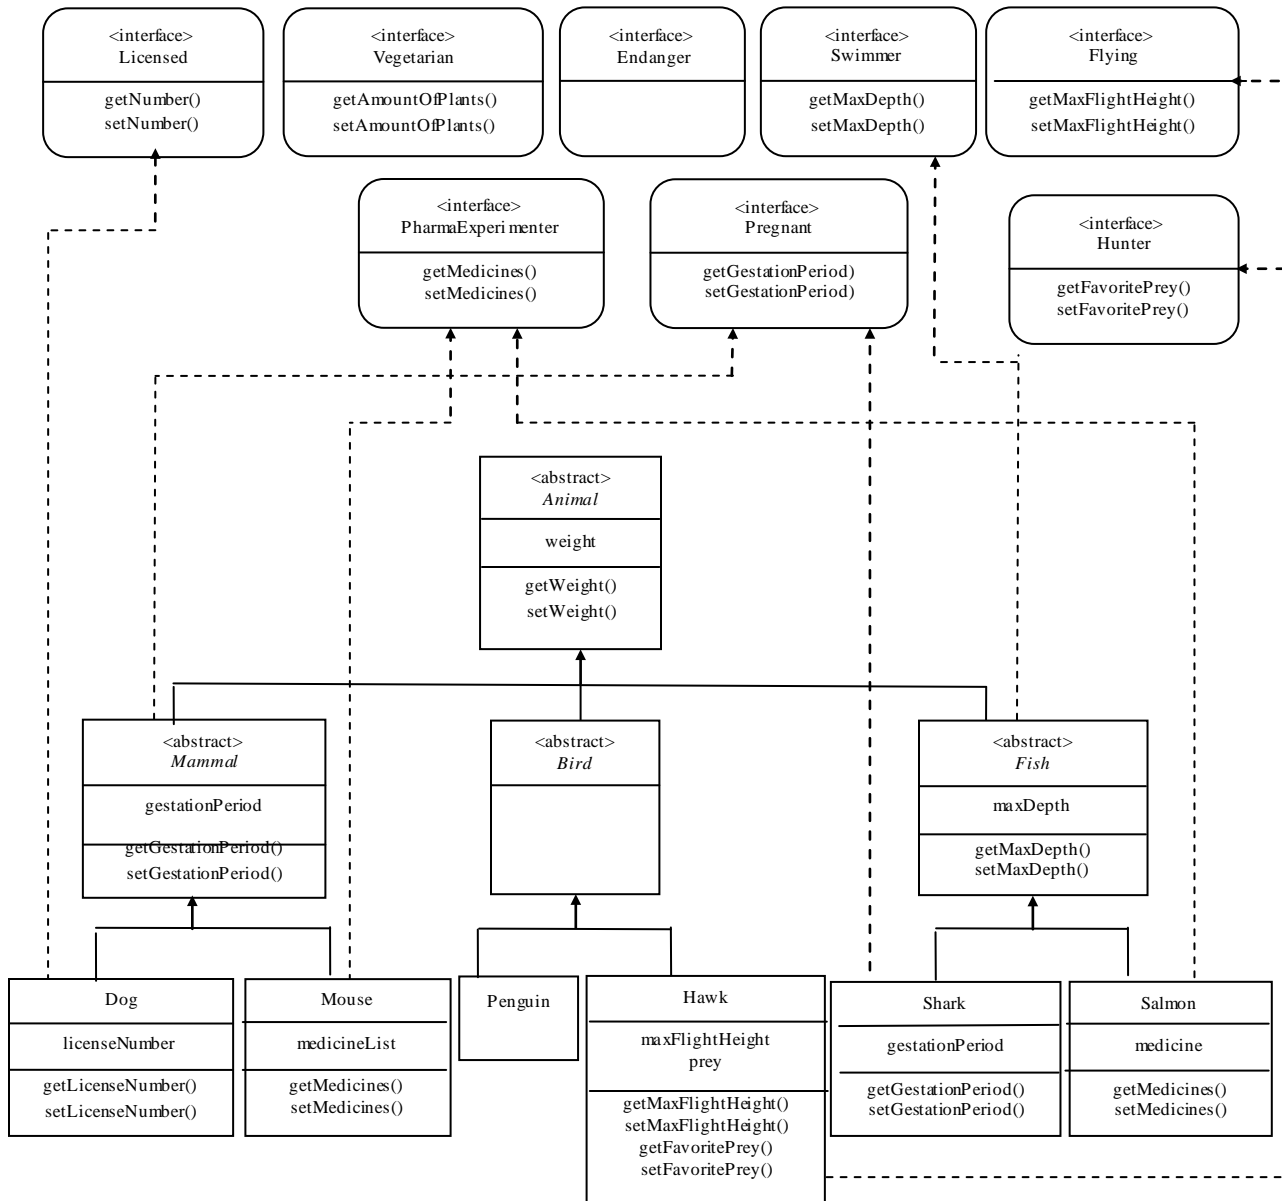 <interface>
Licensed
getNumber()
setNumber()
<interface>
Vegetarian
getAmountOfPlants()
setAmountOfPlants()
<interface>
Endanger
<interface>
Swimmer
getMaxDepth()
setMaxDepth()
<interface>
Flying
getMaxFlightHeight()
setMaxFlightHeight()
<interface>
PharmaExperimenter
getMedicines()
setMedicines()
<interface>
Pregnant
getGestationPeriod)
setGestationPeriod)
<interface>
Hunter
getFavoritePrey()
setFavoritePrey()
<abstract>
Animal
weight
getWeight()
setWeight()
<abstract>
Mammal
gestationPeriod
getGestationPeriod()
setGestationPeriod()
<abstract>
Bird
<abstract>
Fish
maxDepth
getMaxDepth()
setMaxDepth()
Dog
licenseNumber
getLicenseNumber()
setLicenseNumber()
Mouse
medicineList
getMedicines()
setMedicines()
Penguin
Hawk
maxFlightHeight
prey
getMaxFlightHeight()
setMaxFlightHeight()
getFavoritePrey()
setFavoritePrey()
Shark
gestationPeriod
getGestationPeriod()
setGestationPeriod()
Salmon
medicine
getMedicines()
setMedicines()